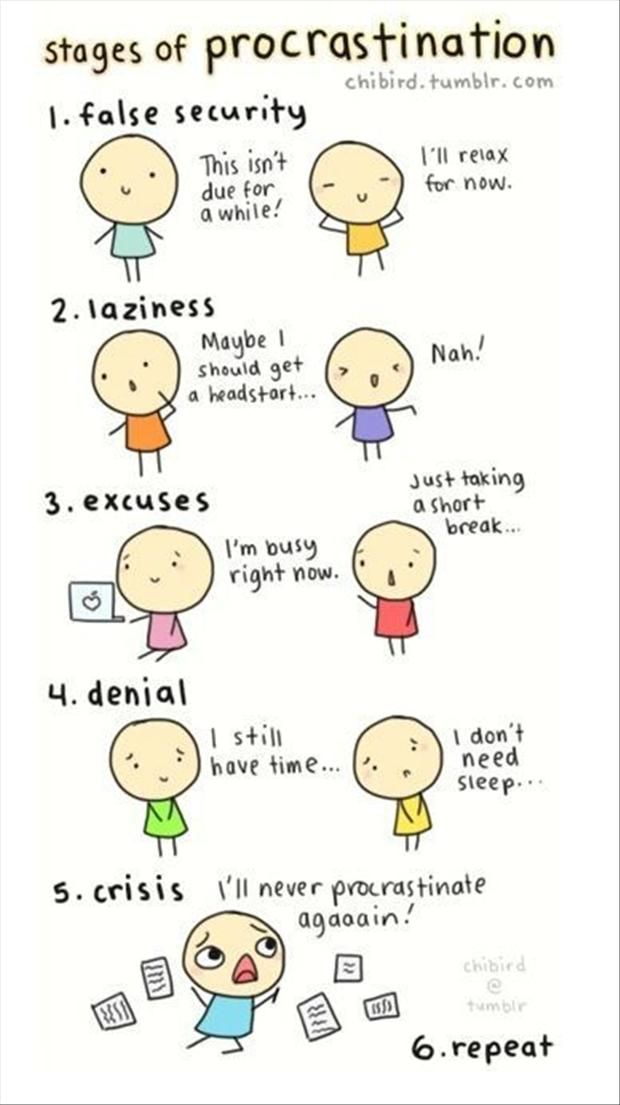 stages of procrastination
chibird.tumblr.com
1. false security
This isn't
due for
a while!
I'll relax
for now.
2. laziness
Maybe I
should get
a headstart...
Nah!
3. excuses
I'm busy
right now.
Just taking
a short
break...
4. denial
I still
have time...
I don't
need
sleep...
5. crisis
I'll never procrastinate
agaaain!
chibird
@
tumblr
6. repeat